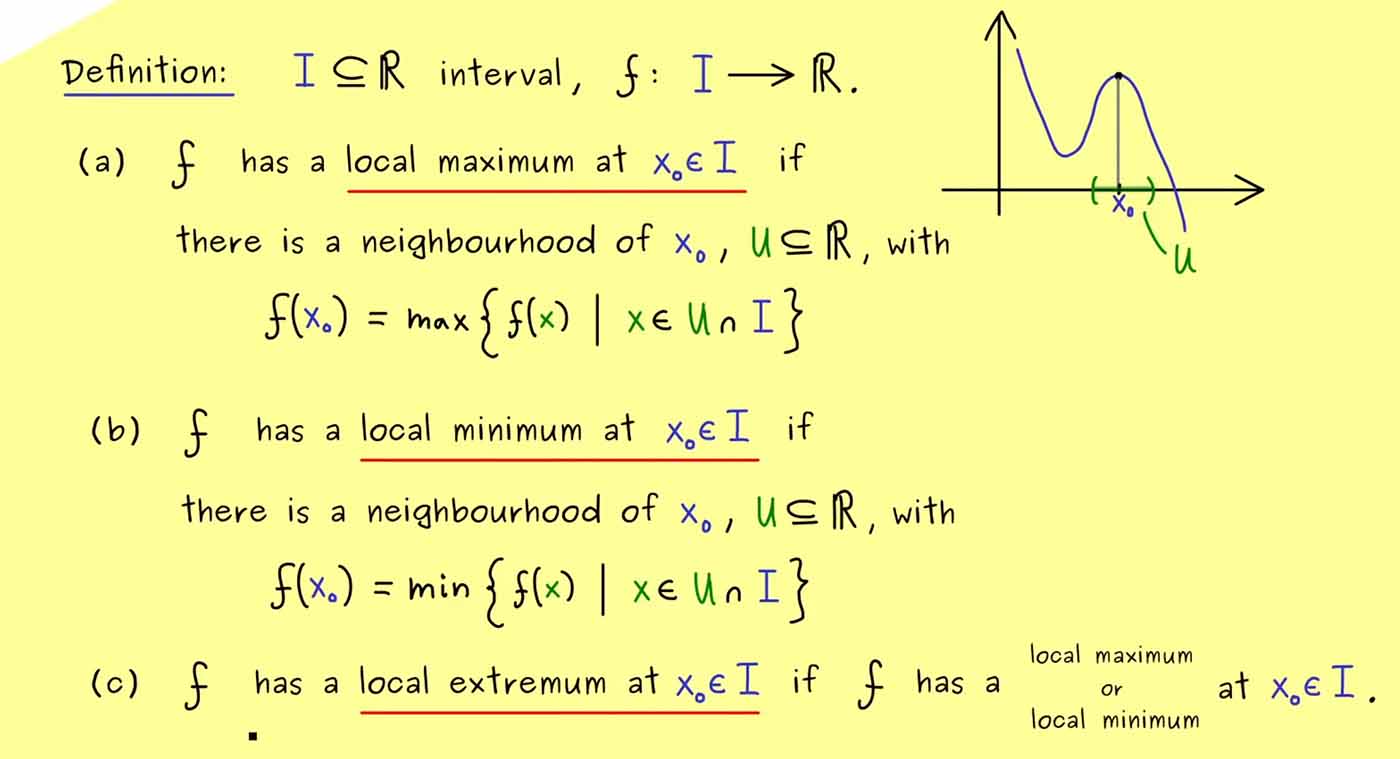 Definition: I ⊆ ℝ interval, f: I ⟶ ℝ.
(a) f has a local maximum at x₀ ∈ I if
there is a neighbourhood of x₀, U ⊆ ℝ, with
f(x₀) = max{f(x) | x ∈ U ∩ I}
x₀
U
(b) f has a local minimum at x₀ ∈ I if
there is a neighbourhood of x₀, U ⊆ ℝ, with
f(x₀) = min{f(x) | x ∈ U ∩ I}
(c) f has a local extremum at x₀ ∈ I if f has a local maximum or local minimum at x₀ ∈ I.